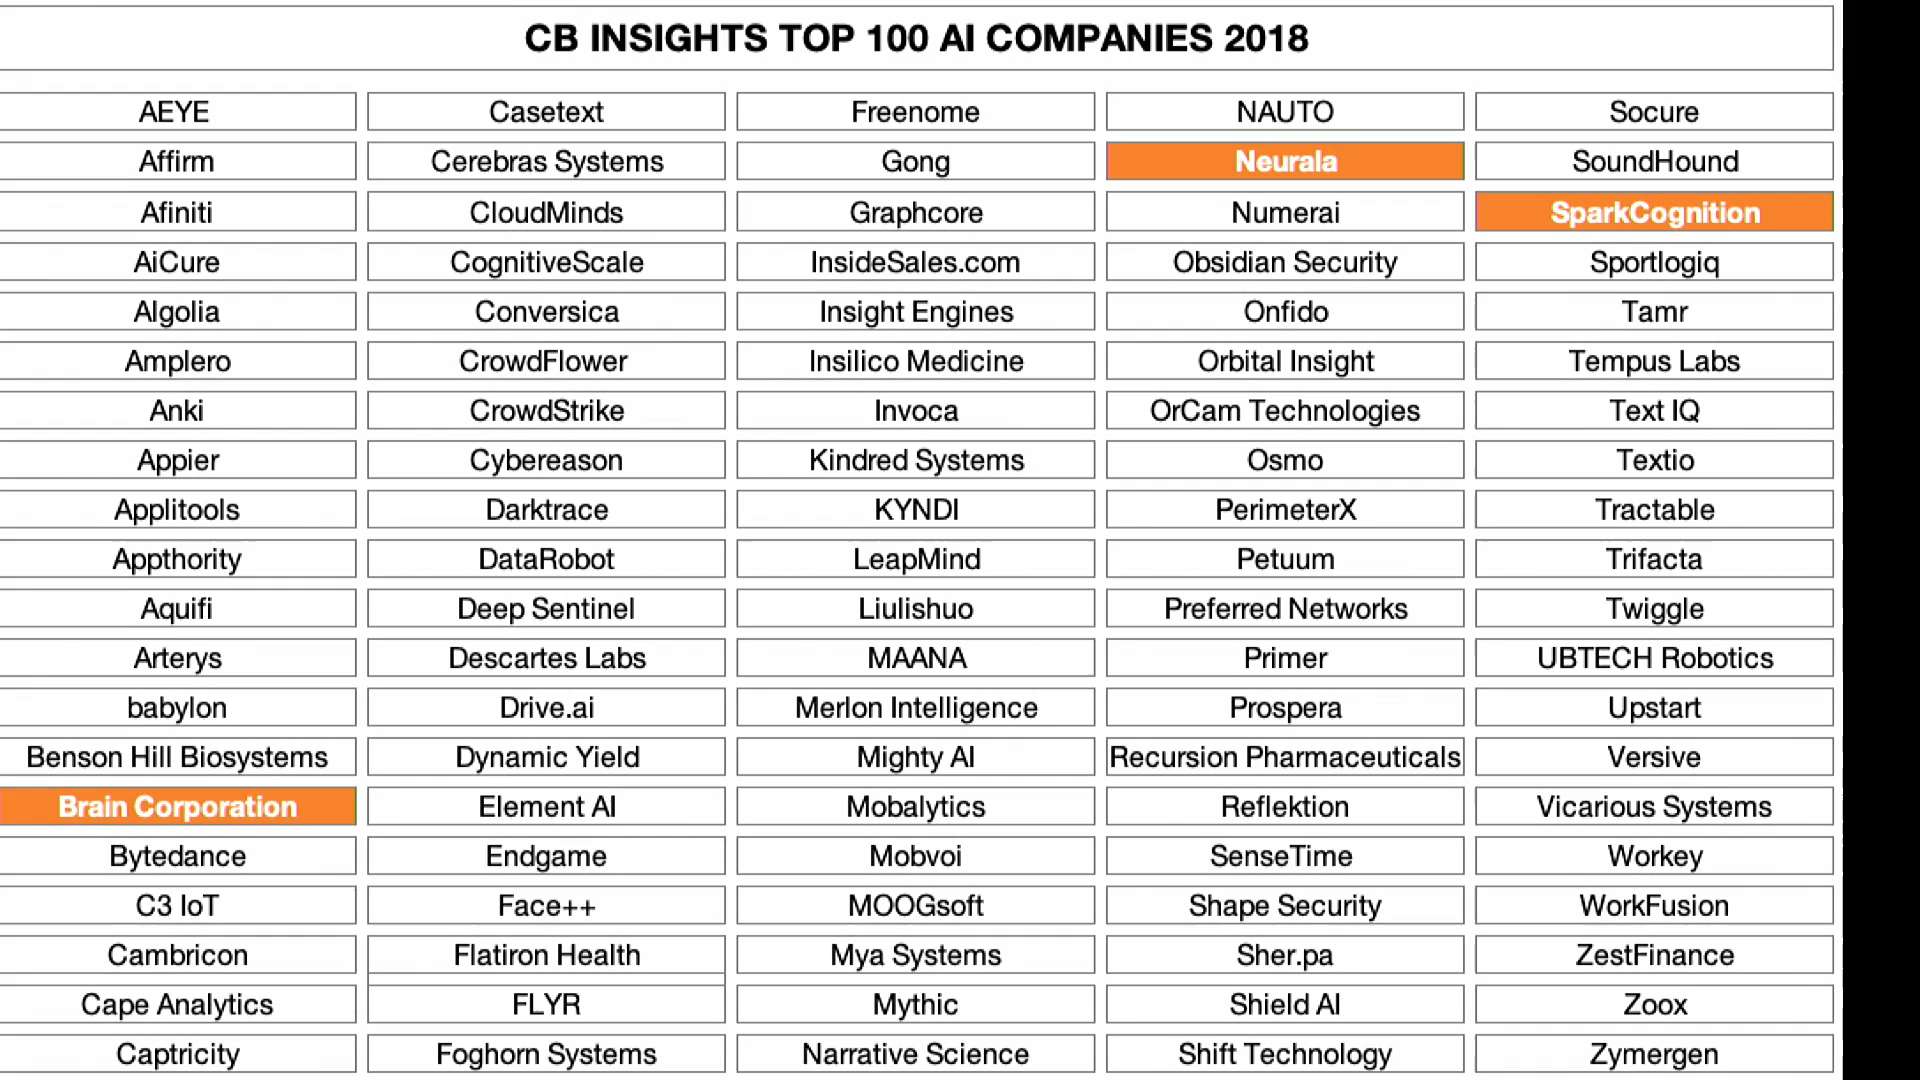 CB INSIGHTS TOP 100 AI COMPANIES 2018
AEYE Casetext Freenome NAUTO Socure
Affirm Cerebras Systems Gong Neurala SoundHound
Afiniti CloudMinds Graphcore Numerai SparkCognition
AiCure CognitiveScale InsideSales.com Obsidian Security Sportlogiq
Algolia Conversica Insight Engines Onfido Tamr
Amplero CrowdFlower Insilico Medicine Orbital Insight Tempus Labs
Anki CrowdStrike Invoca OrCam Technologies Text IQ
Appier Cybereason Kindred Systems Osmo Textio
Applitools Darktrace KYNDI PerimeterX Tractable
Appthority DataRobot LeapMind Petuum Trifacta
Aquifi Deep Sentinel Liulishuo Preferred Networks Twiggle
Arterys Descartes Labs MAANA Primer UBTECH Robotics
babylon Drive.ai Merlon Intelligence Prospera Upstart
Benson Hill Biosystems Dynamic Yield Mighty AI Recursion Pharmaceuticals Versive
Brain Corporation Element AI Mobalytics Reflektion Vicarious Systems
Bytedance Endgame Mobvoi SenseTime Workey
C3 IoT Face++ MOOGsoft Shape Security WorkFusion
Cambricon Flatiron Health Mya Systems Sher.pa ZestFinance
Cape Analytics FLYR Mythic Shield AI Zoox
Captricity Foghorn Systems Narrative Science Shift Technology Zymergen